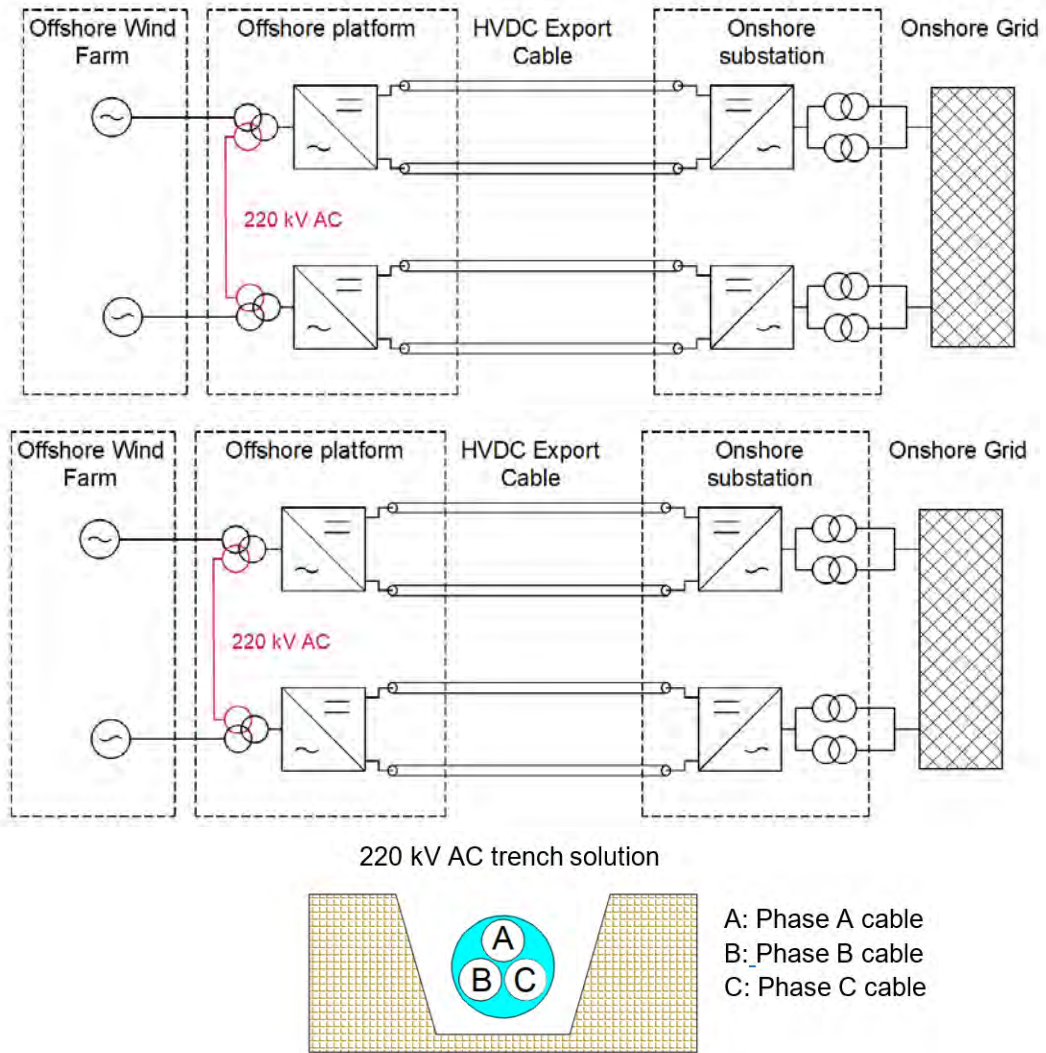 Offshore Wind
Farm
Offshore platform
HVDC Export
Cable
Onshore
substation
Onshore Grid
220 kV AC
Offshore Wind
Farm
Offshore platform
HVDC Export
Cable
Onshore
substation
Onshore Grid
220 kV AC
220 kV AC trench solution
A
B
C
A: Phase A cable
B: Phase B cable
C: Phase C cable